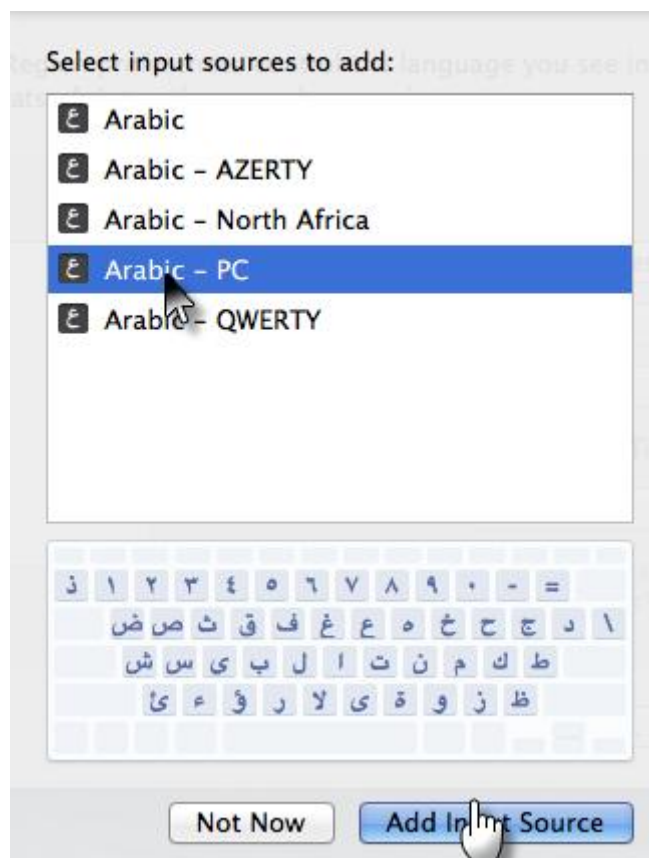 Select input sources to add:
ع Arabic
ع Arabic – AZERTY
ع Arabic – North Africa
ع Arabic – PC
ع Arabic – QWERTY
ذ ١ ٢ ٣ ٤ ٥ ٦ ٧ ٨ ٩ ٠ - =
ض ص ث ق ف غ ع ه خ ح ج د \
ش س ي ب ل ا ت ن م ك ط
ئ ء ؤ ر لا ى ة و ز ظ
Not Now
Add Input Source